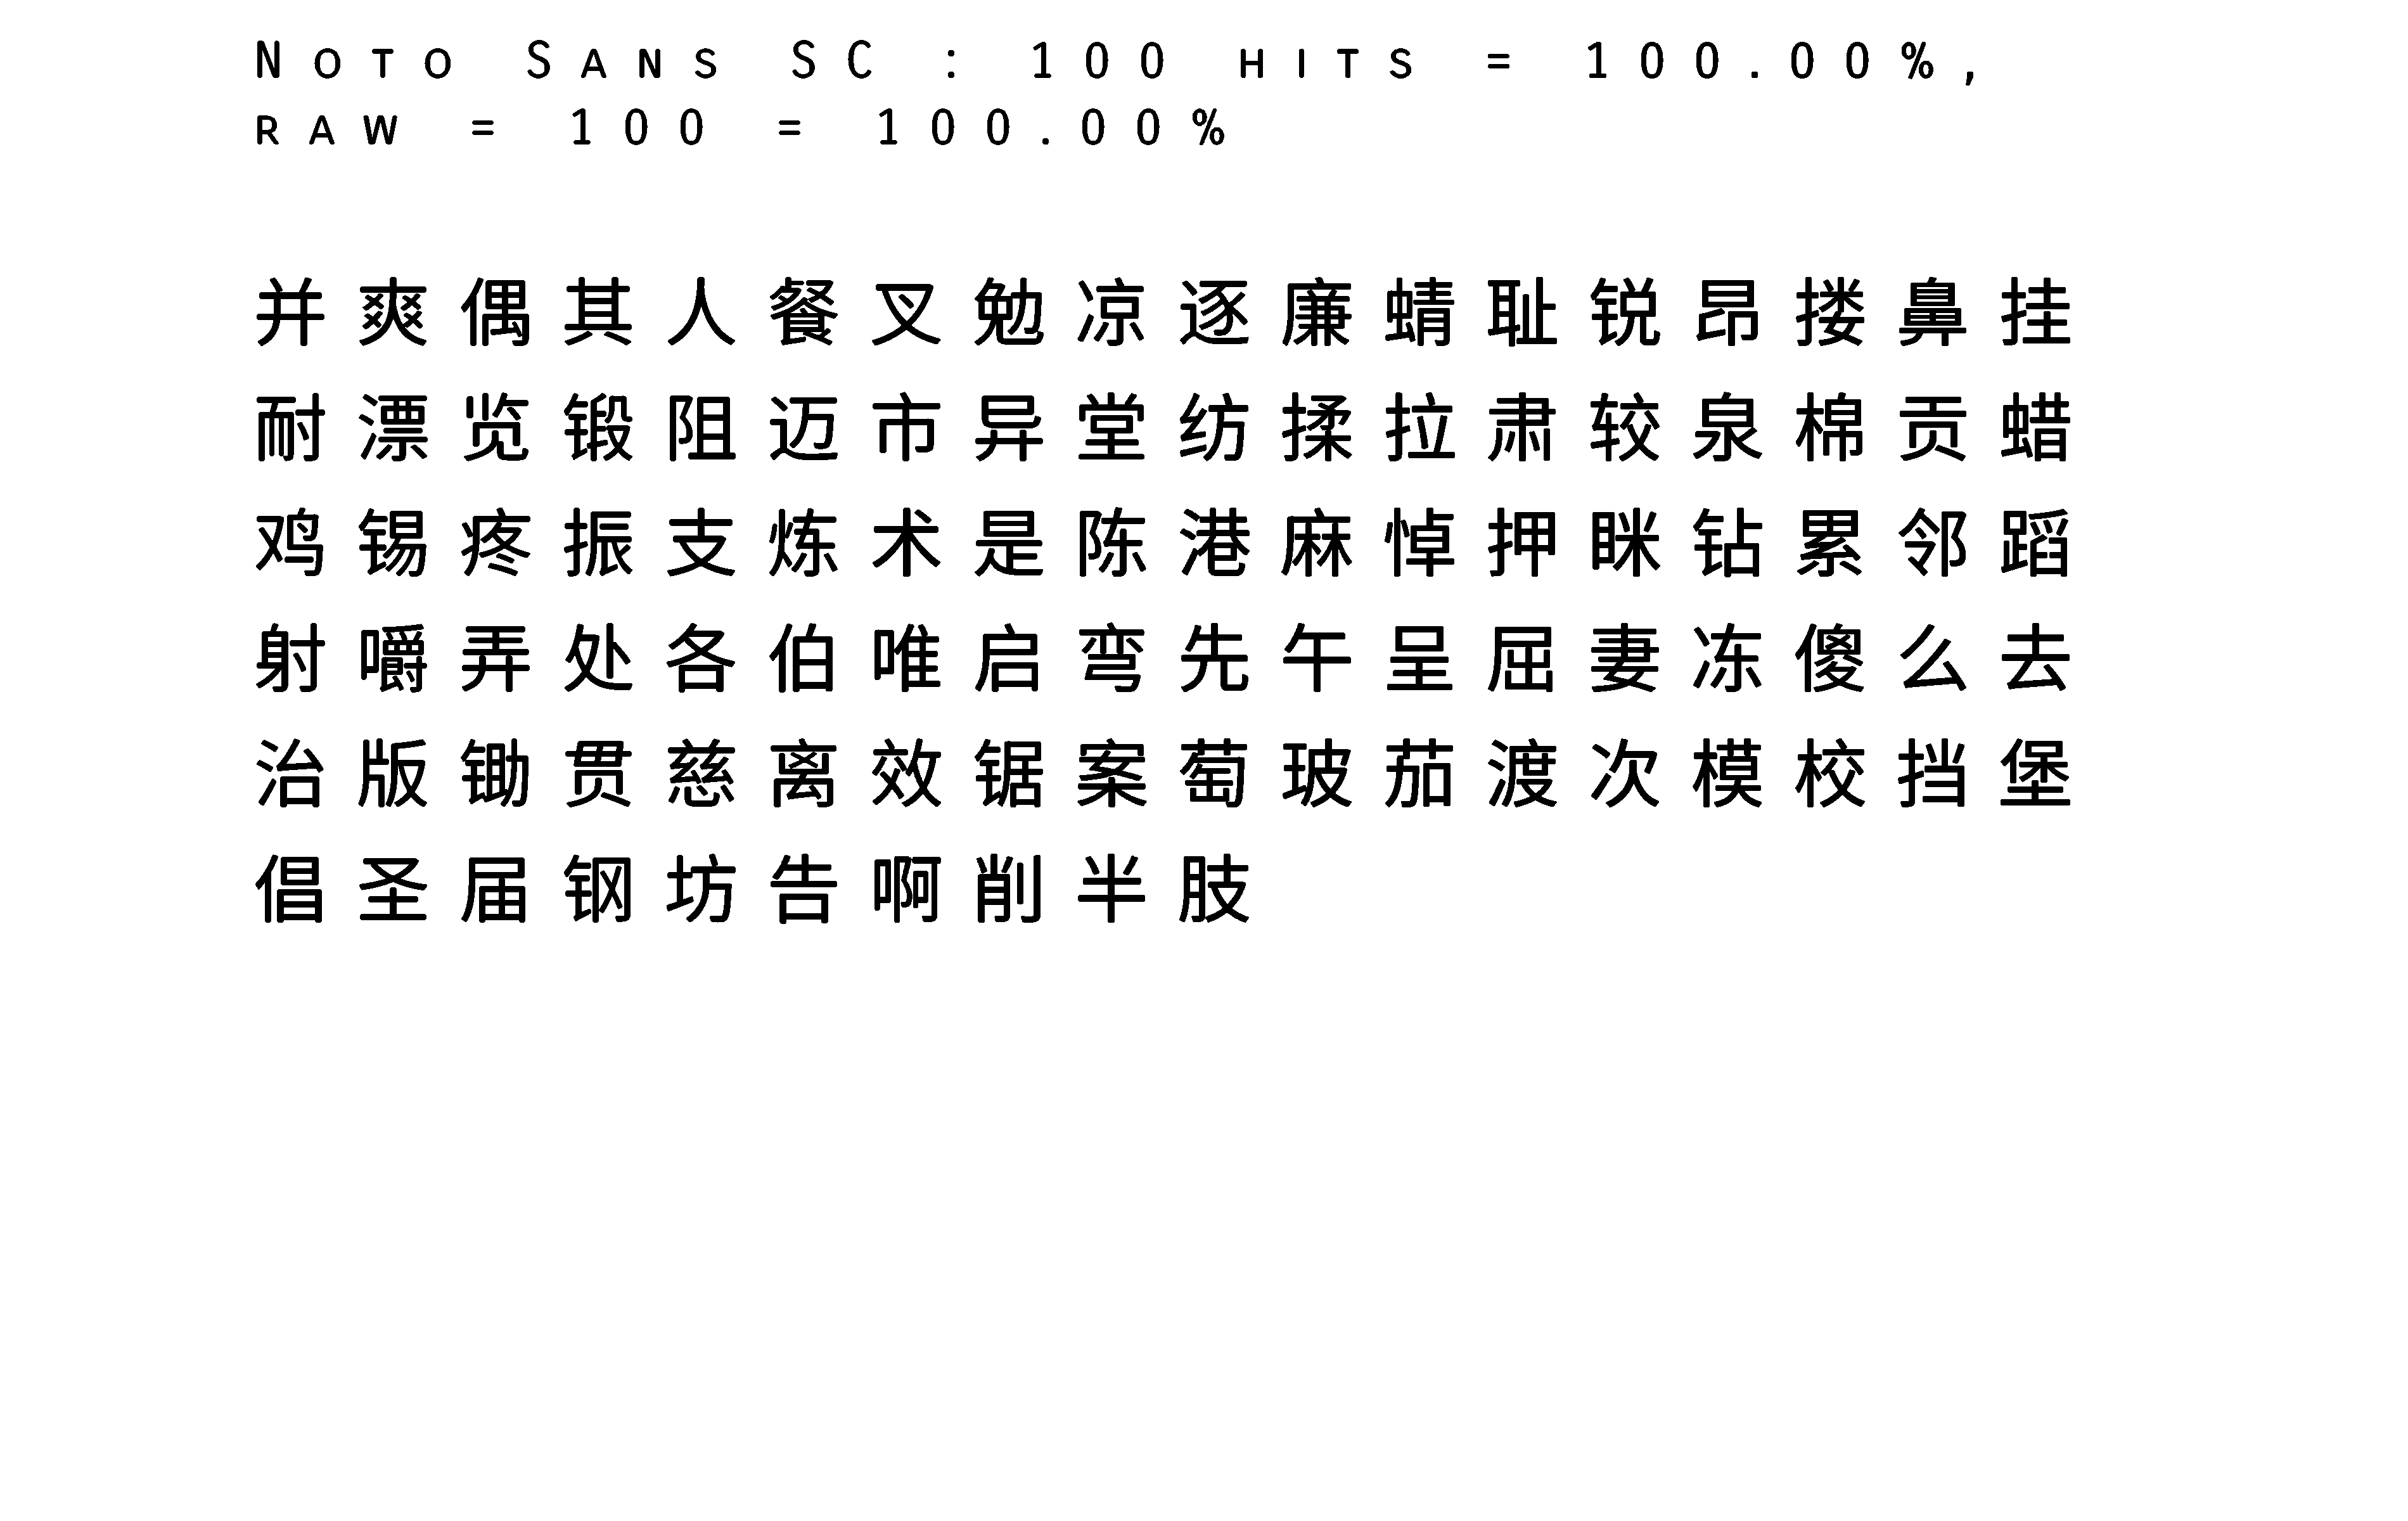 Noto Sans SC : 100 hits = 100.00%,
raw = 100 = 100.00%
并爽偶其人餐叉勉凉逐廉蜻耻锐昂搂鼻挂
耐漂览锻阻迈市异堂纺揉拉肃较泉棉贡蜡
鸡锡疼振支炼术是陈港麻悼押眯钻累邻蹈
射嚼弄处各伯唯启弯先午呈屈妻冻傻么去
治版锄贯慈离效锯案萄玻茄渡次模校挡堡
倡圣届钢坊告啊削半肢